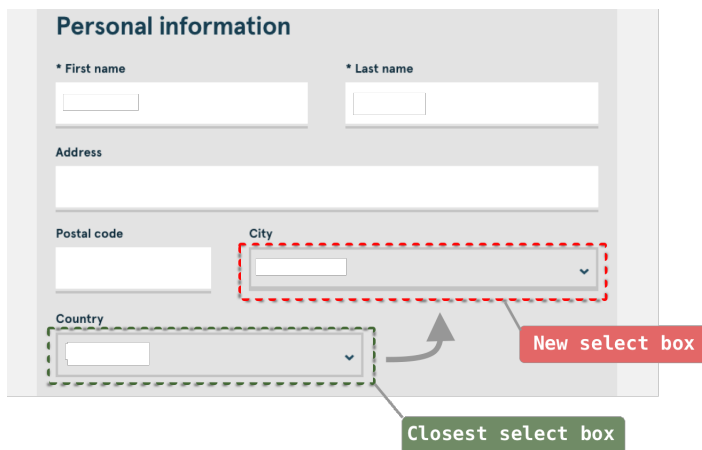 Personal information
* First name
* Last name
Address
Postal code
City
Country
New select box
Closest select box